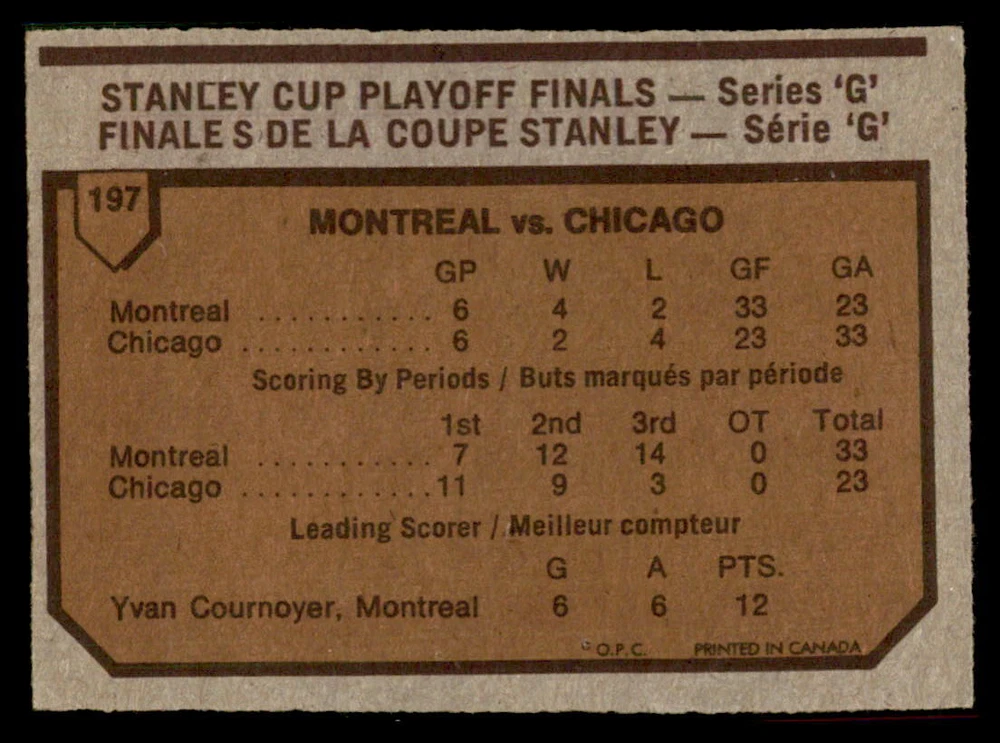 STANLEY CUP PLAYOFF FINALS — Series 'G'
FINALE S DE LA COUPE STANLEY — Série 'G'
197
MONTREAL vs. CHICAGO
GP W L GF GA
Montreal ........... 6 4 2 33 23
Chicago ............ 6 2 4 23 33
Scoring By Periods / Buts marqués par période
1st 2nd 3rd OT Total
Montreal ........... 7 12 14 0 33
Chicago ............ 11 9 3 0 23
Leading Scorer / Meilleur compteur
G A PTS.
Yvan Cournoyer, Montreal 6 6 12
© O.P.C. PRINTED IN CANADA